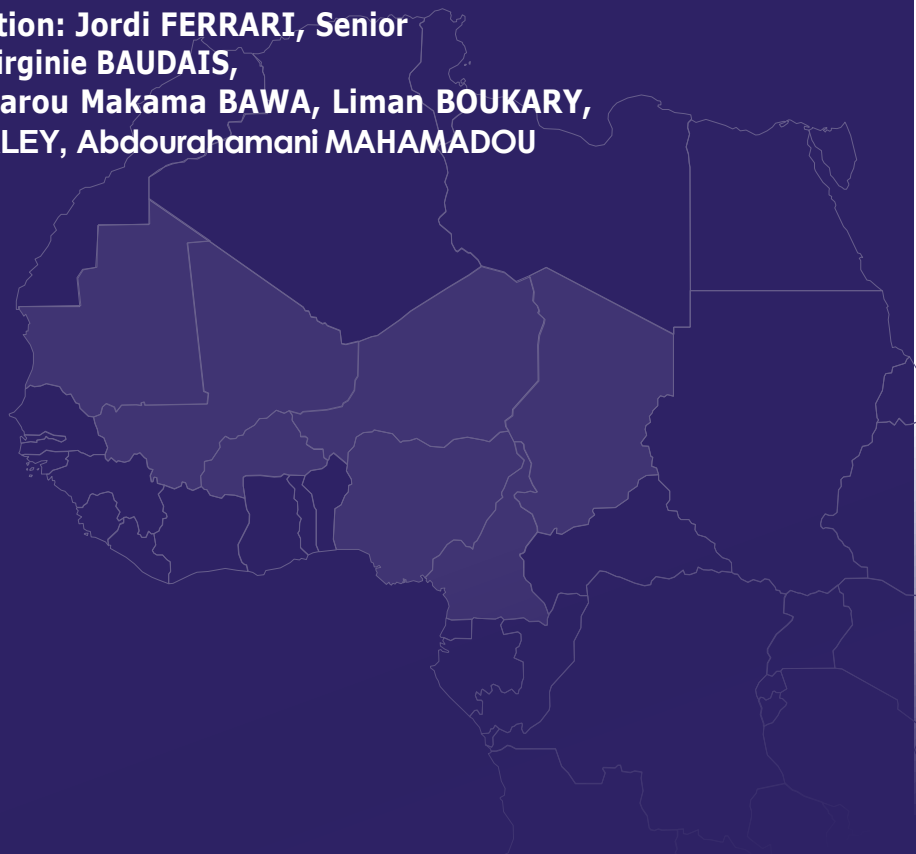 tion: Jordi FERRARI, Senior
irginie BAUDAIS,
arou Makama BAWA, Liman BOUKARY,
LEY, Abdourahamani MAHAMADOU